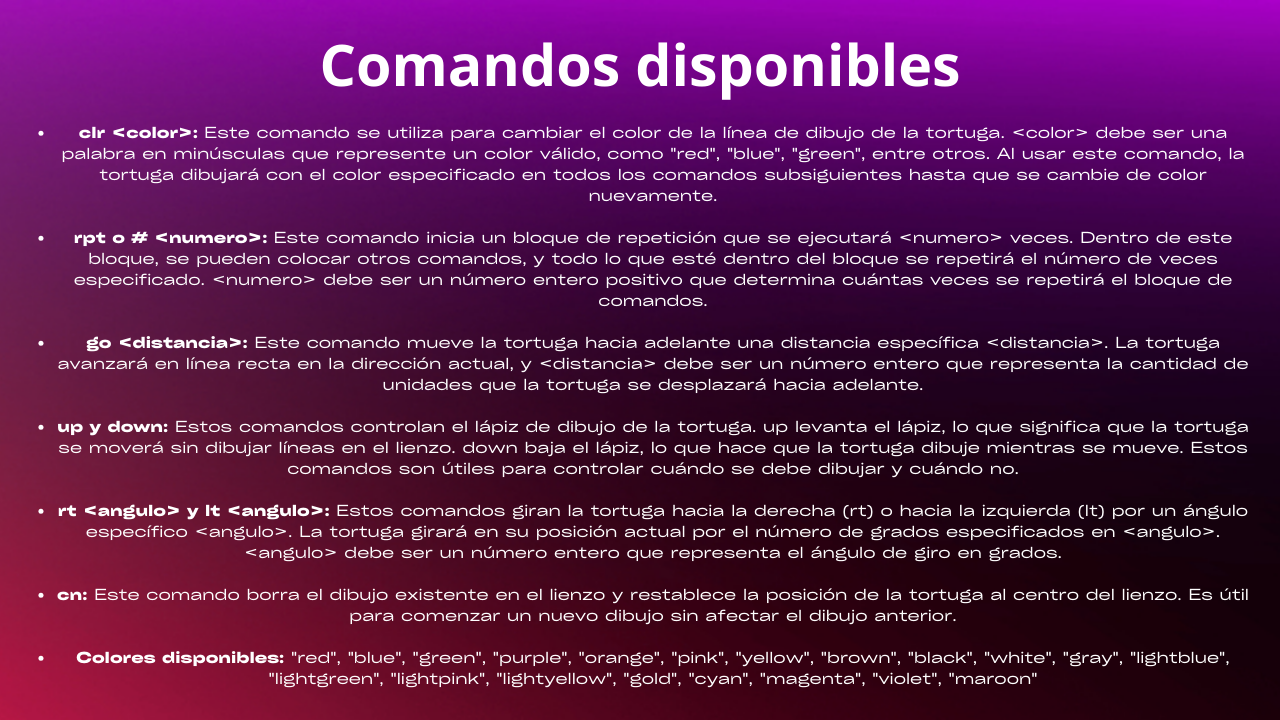 Comandos disponibles
• clr <color>: Este comando se utiliza para cambiar el color de la línea de dibujo de la tortuga. <color> debe ser una
palabra en minúsculas que represente un color válido, como "red", "blue", "green", entre otros. Al usar este comando, la
tortuga dibujará con el color especificado en todos los comandos subsiguientes hasta que se cambie de color
nuevamente.
• rpt o # <numero>: Este comando inicia un bloque de repetición que se ejecutará <numero> veces. Dentro de este
bloque, se pueden colocar otros comandos, y todo lo que esté dentro del bloque se repetirá el número de veces
especificado. <numero> debe ser un número entero positivo que determina cuántas veces se repetirá el bloque de
comandos.
• go <distancia>: Este comando mueve la tortuga hacia adelante una distancia específica <distancia>. La tortuga
avanzará en línea recta en la dirección actual, y <distancia> debe ser un número entero que representa la cantidad de
unidades que la tortuga se desplazará hacia adelante.
• up y down: Estos comandos controlan el lápiz de dibujo de la tortuga. up levanta el lápiz, lo que significa que la tortuga
se moverá sin dibujar líneas en el lienzo. down baja el lápiz, lo que hace que la tortuga dibuje mientras se mueve. Estos
comandos son útiles para controlar cuándo se debe dibujar y cuándo no.
• rt <angulo> y lt <angulo>: Estos comandos giran la tortuga hacia la derecha (rt) o hacia la izquierda (lt) por un ángulo
específico <angulo>. La tortuga girará en su posición actual por el número de grados especificados en <angulo>.
<angulo> debe ser un número entero que representa el ángulo de giro en grados.
• cn: Este comando borra el dibujo existente en el lienzo y restablece la posición de la tortuga al centro del lienzo. Es útil
para comenzar un nuevo dibujo sin afectar el dibujo anterior.
• Colores disponibles: "red", "blue", "green", "purple", "orange", "pink", "yellow", "brown", "black", "white", "gray", "lightblue",
"lightgreen", "lightpink", "lightyellow", "gold", "cyan", "magenta", "violet", "maroon"